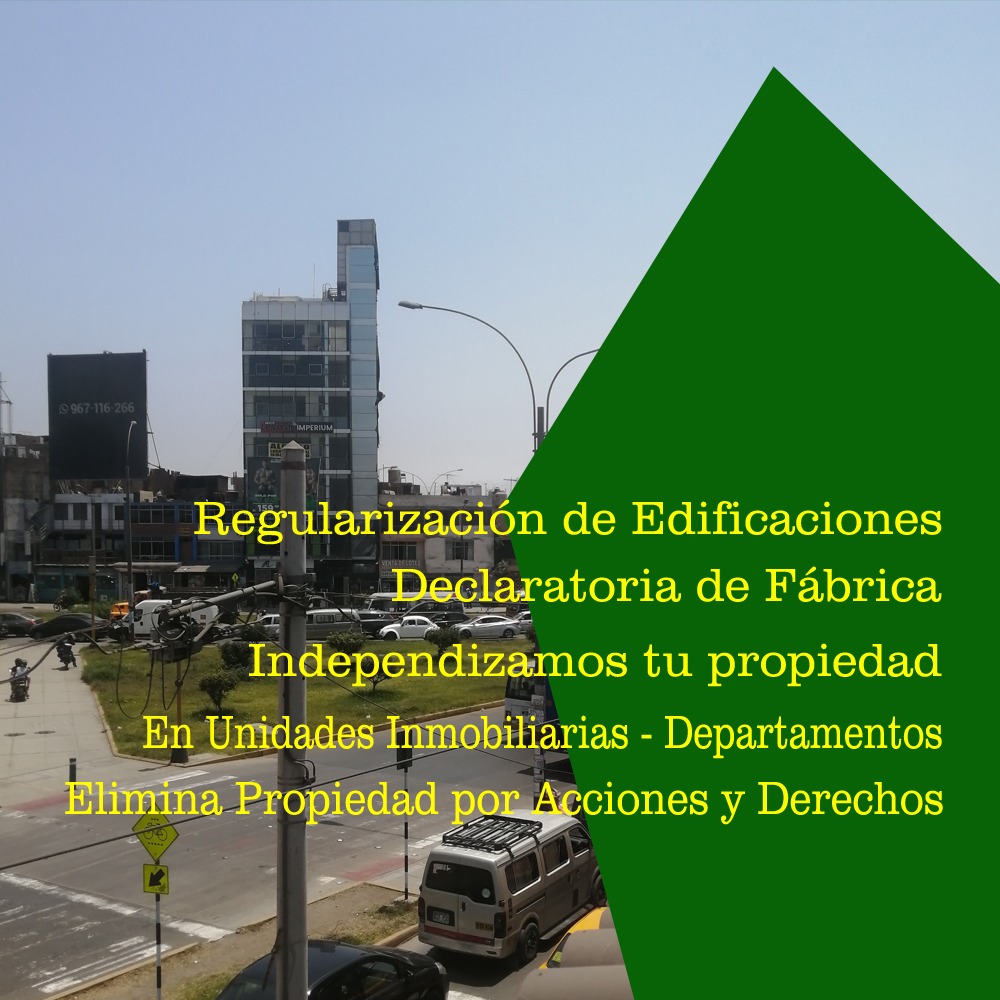 967-116-266
IMPERIUM
Regularización de Edificaciones
Declaratoria de Fábrica
Independizamos tu propiedad
En Unidades Inmobiliarias - Departamentos
Elimina Propiedad por Acciones y Derechos